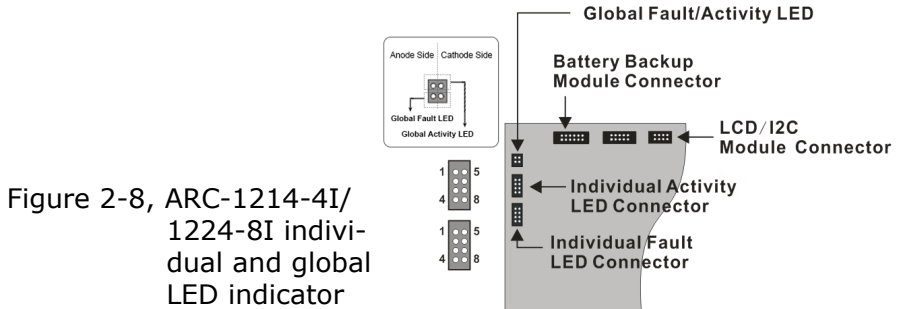 Global Fault/Activity LED
Anode Side
Cathode Side
Global Fault LED
Global Activity LED
Battery Backup
Module Connector
LCD/I2C
Module Connector
1 5
4 8
Individual Activity
LED Connector
1 5
4 8
Individual Fault
LED Connector
Figure 2-8, ARC-1214-4I/
1224-8I indivi-
dual and global
LED indicator